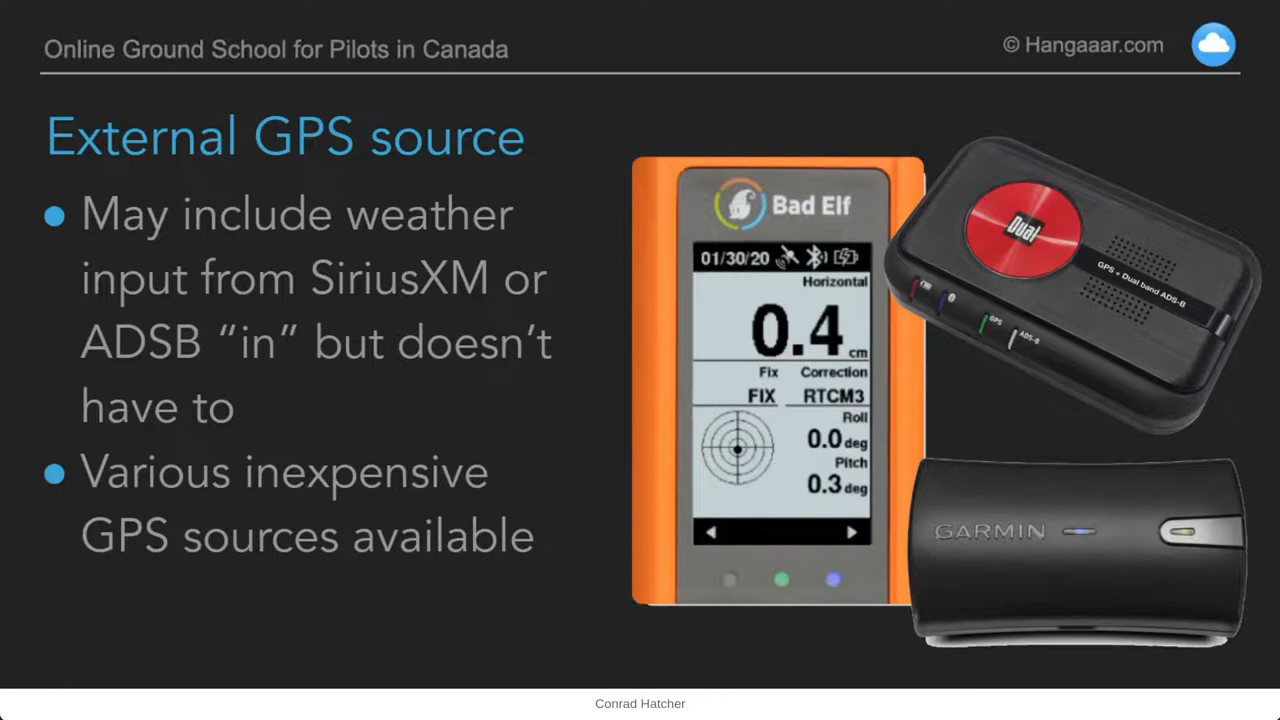 Online Ground School for Pilots in Canada
© Hangaaar.com
External GPS source
May include weather
input from SiriusXM or
ADSB “in” but doesn’t
have to
Various inexpensive
GPS sources available
Bad Elf
01/30/20
Horizontal
0.4 cm
Fix Correction
FIX RTCM3
Roll
0.0 deg
Pitch
0.3 deg
Dual
GPS + Dual band ADS-B
GPS
ADS-B
GARMIN
Conrad Hatcher